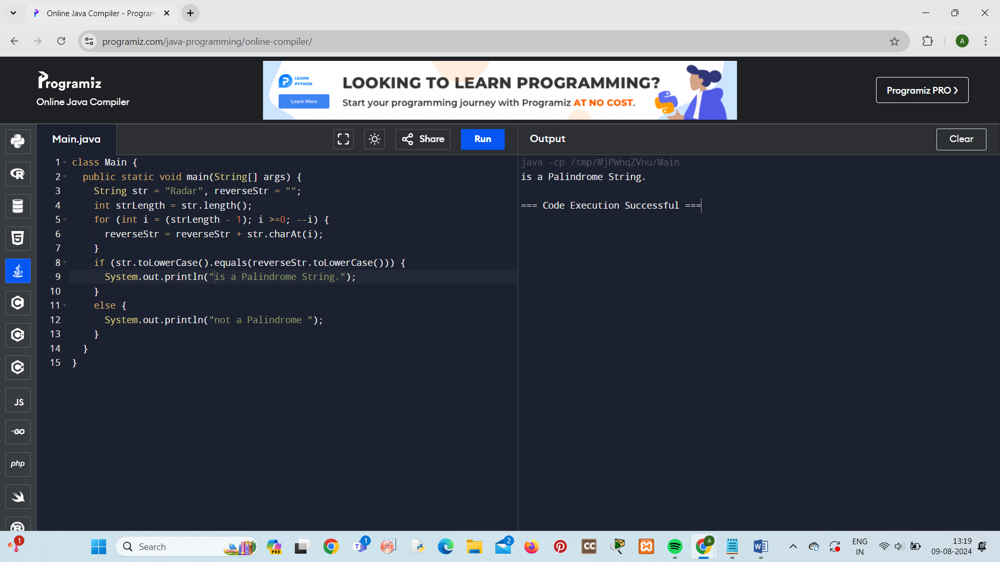 Online Java Compiler - Program
programiz.com/java-programming/online-compiler/
A
Programiz
Online Java Compiler
LEARN
PYTHON
Learn More
LOOKING TO LEARN PROGRAMMING?
Start your programming journey with Programiz AT NO COST.
Programiz PRO
Main.java
Share
Run
Output
Clear
1 class Main {
2 public static void main(String[] args) {
3 String str = "Radar", reverseStr = "";
4 int strLength = str.length();
5 for (int i = (strLength - 1); i >=0; --i) {
6 reverseStr = reverseStr + str.charAt(i);
7 }
8 if (str.toLowerCase().equals(reverseStr.toLowerCase())) {
9 System.out.println("is a Palindrome String.");
10 }
11 else {
12 System.out.println("not a Palindrome ");
13 }
14 }
15 }
java -cp /tmp/MjPWnqZVnu/Main
is a Palindrome String.
=== Code Execution Successful ===
R
5
C
C
C
JS
GO
php
R
1
Search
PRE
T
1
2
CC
A
W
ENG
IN
13:19
09-08-2024